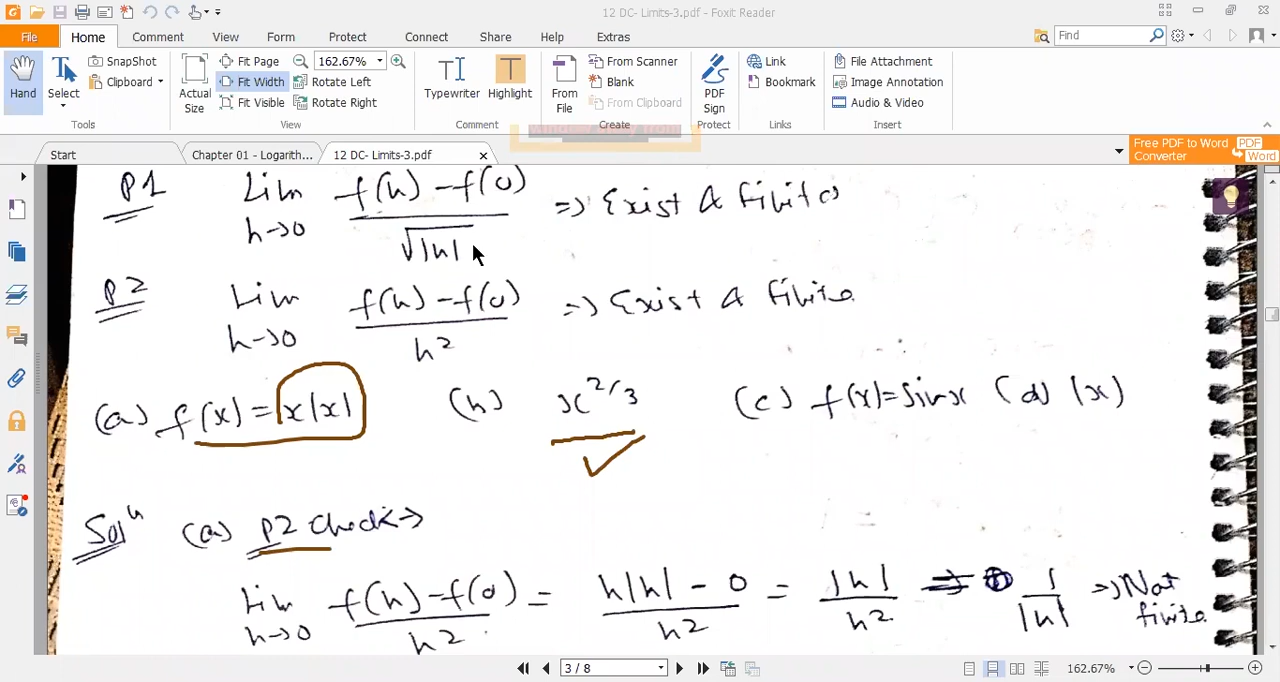 12 DC- Limits-3.pdf - Foxit Reader
File Home Comment View Form Protect Connect Share Help Extras Find
SnapShot Fit Page 162.67% From Scanner Link File Attachment
Clipboard Fit Width Rotate Left Blank Bookmark Image Annotation
Hand Select Actual Size Fit Visible Rotate Right Typewriter Highlight From File From Clipboard PDF Sign Audio & Video
Tools View Comment Create Protect Links Insert
Start Chapter 01 - Logarith... 12 DC- Limits-3.pdf Free PDF to Word Converter PDF Word
P1 Lim h→0 f(h) - f(0) / √|h| => Exist & finite
P2 Lim h→0 f(h) - f(0) / h² => Exist & finite.
(a) f(x) = x|x| (b) x^2/3 (c) f(x)=sinx (d) |x|
Solⁿ (a) P2 Check→
Lim h→0 f(h) - f(0) / h² = h|h| - 0 / h² = |h| / h² => 1 / |h| => Not finite.
3 / 8 162.67%